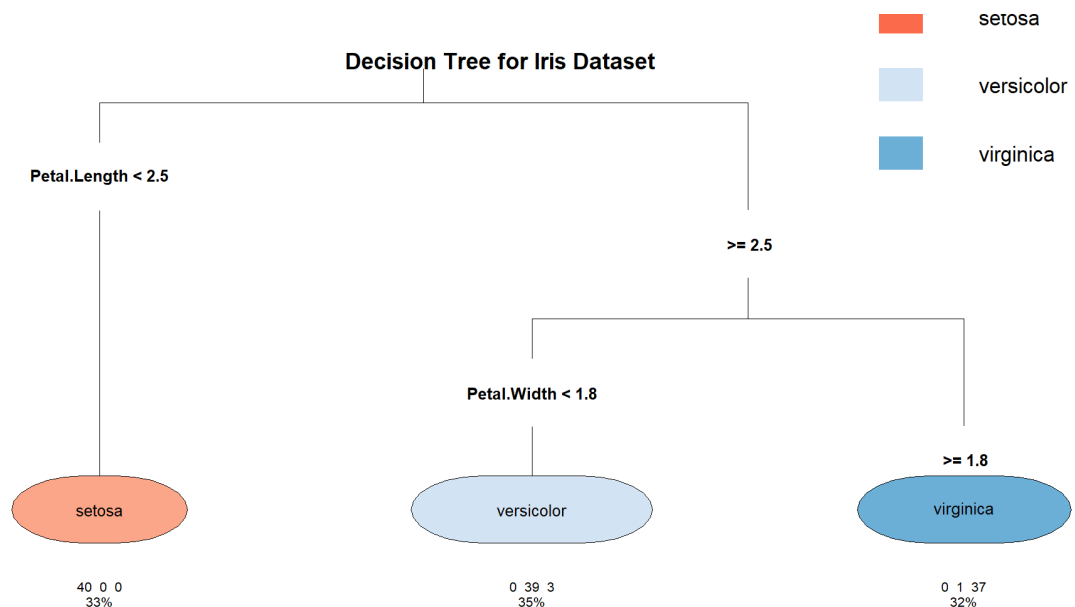 setosa
Decision Tree for Iris Dataset
versicolor
virginica
Petal.Length < 2.5
>= 2.5
Petal.Width < 1.8
>= 1.8
setosa
versicolor
virginica
40 0 0
33%
0 39 3
35%
0 1 37
32%